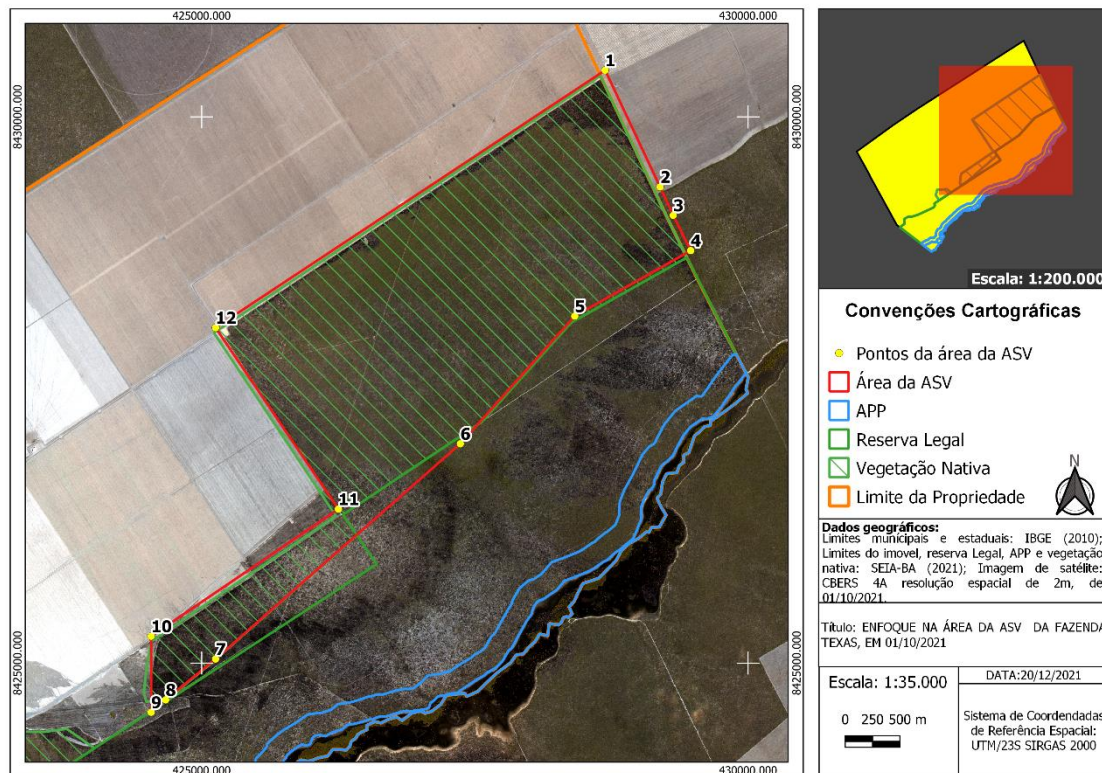 425000.000
430000.000
8430000.000
8430000.000
1
2
3
4
5
12
6
11
10
7
8
9
8425000.000
8425000.000
425000.000
430000.000
Escala: 1:200.000
Convenções Cartográficas
Pontos da área da ASV
Área da ASV
APP
Reserva Legal
Vegetação Nativa
Limite da Propriedade
N
Dados geográficos:
Limites municipais e estaduais: IBGE (2010);
Limites do imovel, reserva Legal, APP e vegetação
nativa: SEIA-BA (2021); Imagem de satélite:
CBERS 4A resolução espacial de 2m, de
01/10/2021.
Título: ENFOQUE NA ÁREA DA ASV DA FAZENDA
TEXAS, EM 01/10/2021
Escala: 1:35.000
0 250 500 m
DATA:20/12/2021
Sistema de Coordendadas
de Referência Espacial:
UTM/23S SIRGAS 2000